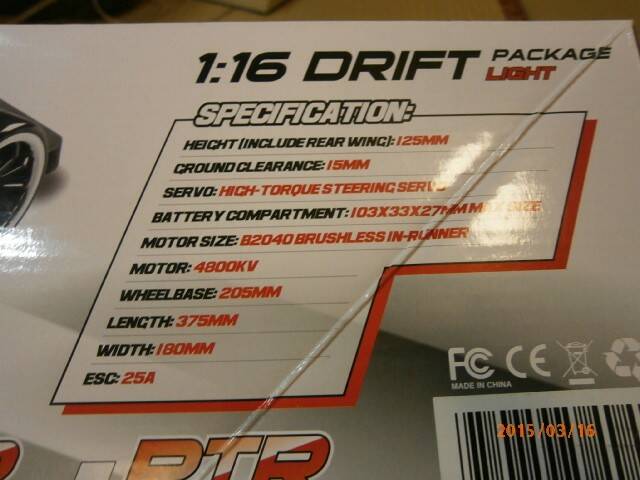 1:16 DRIFT PACKAGE LIGHT
SPECIFICATION:
HEIGHT (INCLUDE REAR WING): 125MM
GROUND CLEARANCE: 15MM
SERVO: HIGH-TORQUE STEERING SERVO
BATTERY COMPARTMENT: 103X33X27MM MAX SIZE
MOTOR SIZE: B2040 BRUSHLESS IN-RUNNER
MOTOR: 4800KV
WHEELBASE: 205MM
LENGTH: 375MM
WIDTH: 180MM
ESC: 25A
FC CE
MADE IN CHINA
2015/03/16
RTR